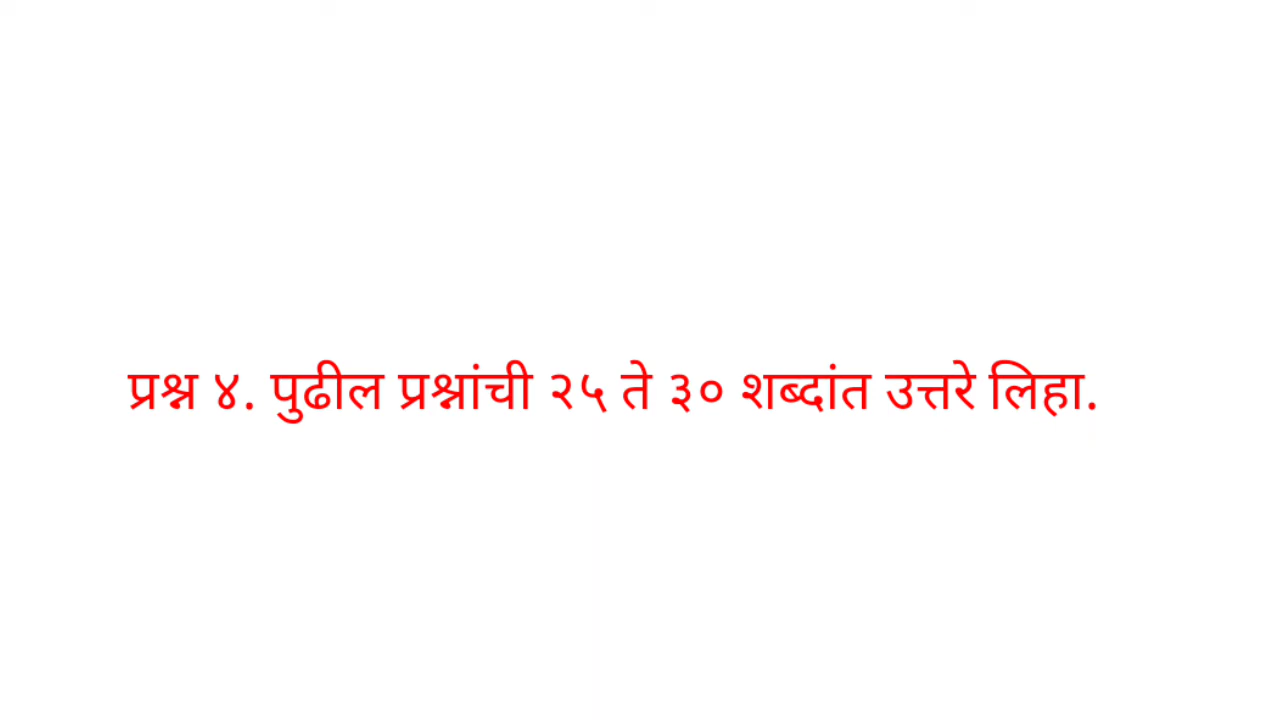 प्रश्न ४. पुढील प्रश्नांची २५ ते ३० शब्दांत उत्तरे लिहा.